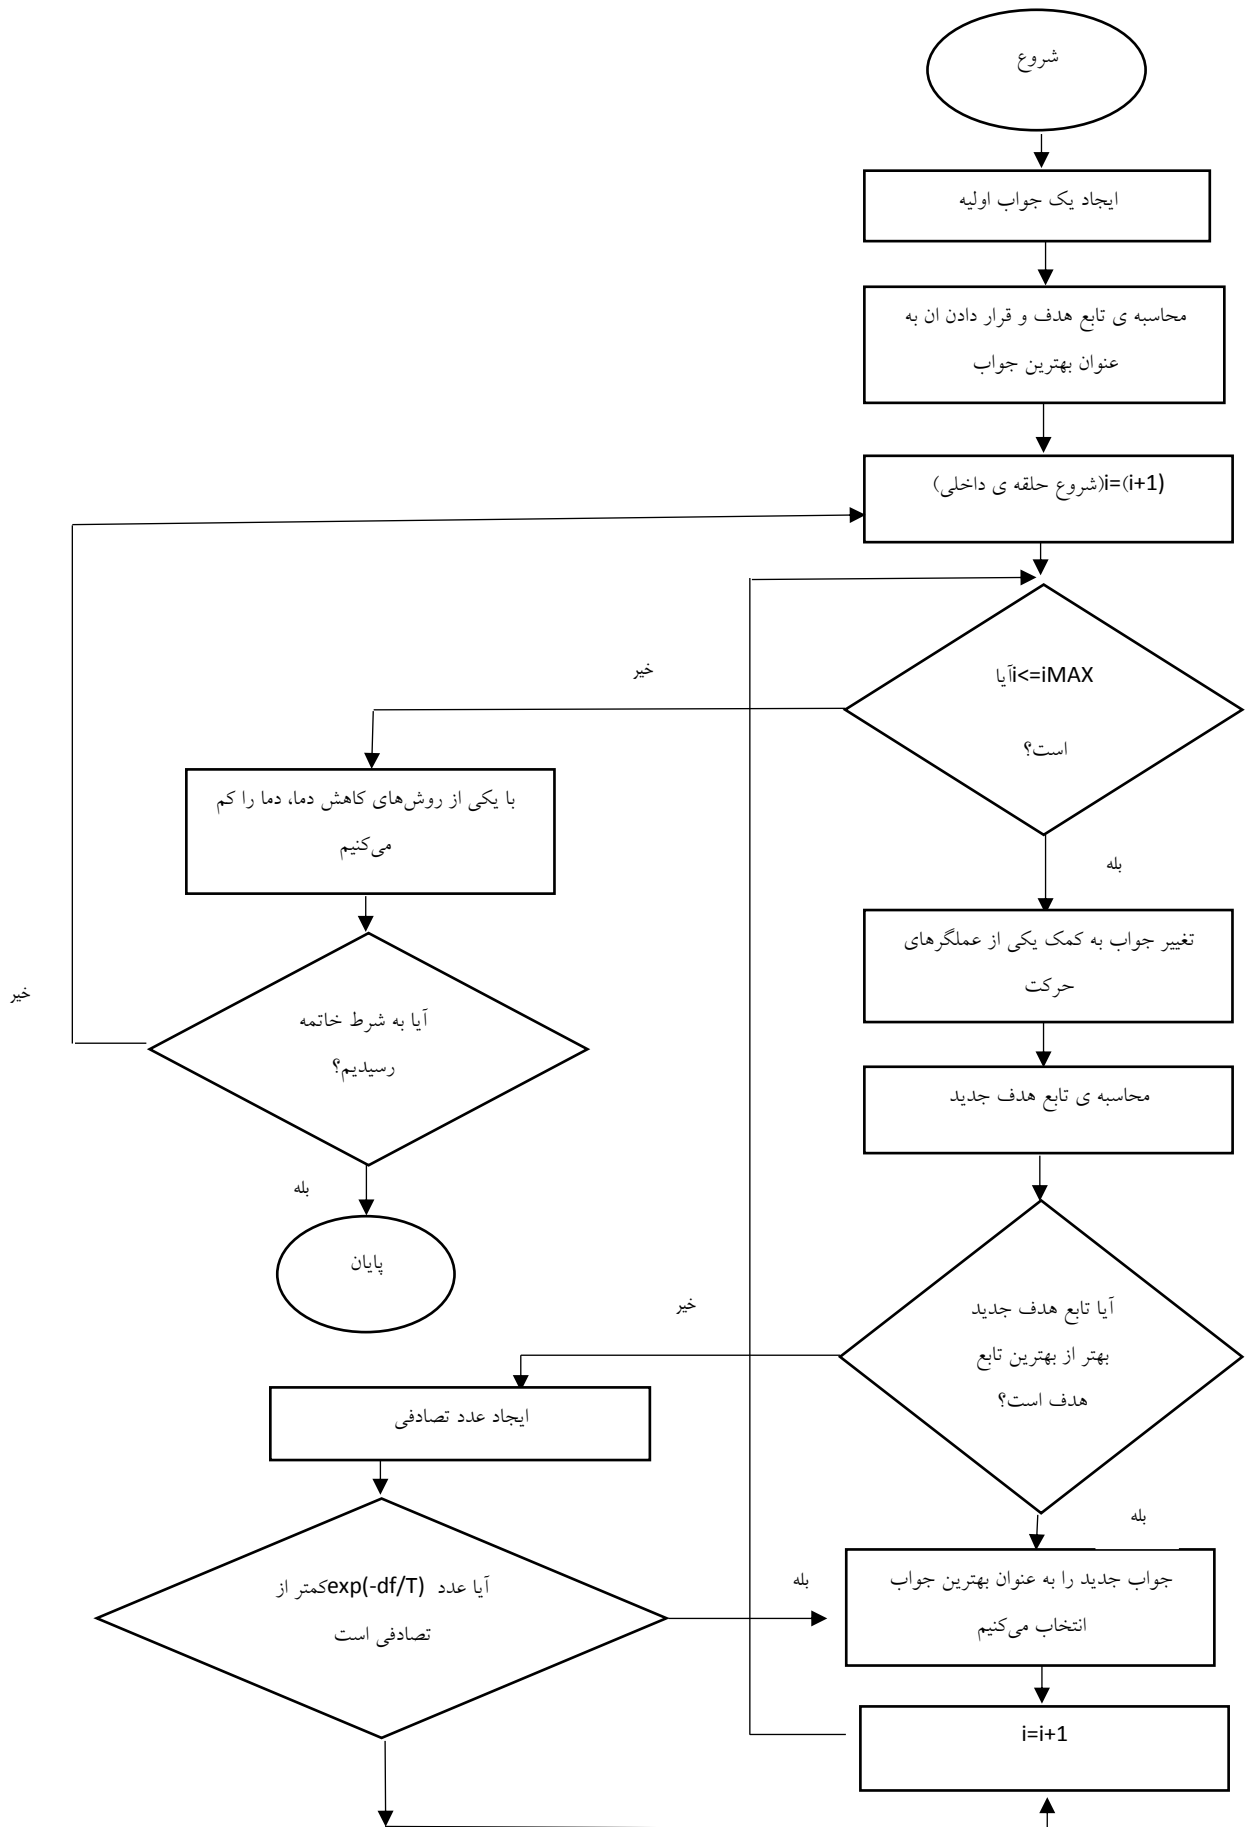 شروع
ایجاد یک جواب اولیه
محاسبه ی تابع هدف و قرار دادن ان به
عنوان بهترین جواب
i=(i+1)(شروع حلقه ی داخلی)
آیا i<=iMAX
است؟
خیر
بله
با یکی از روش‌های کاهش دما، دما را کم
می‌کنیم
آیا به شرط خاتمه
رسیدیم؟
خیر
بله
پایان
تغییر جواب به کمک یکی از عملگرهای
حرکت
محاسبه ی تابع هدف جدید
آیا تابع هدف جدید
بهتر از بهترین تابع
هدف است؟
خیر
بله
ایجاد عدد تصادفی
آیا عدد exp(-df/T)کمتر از
تصادفی است
بله
جواب جدید را به عنوان بهترین جواب
انتخاب می‌کنیم
i=i+1